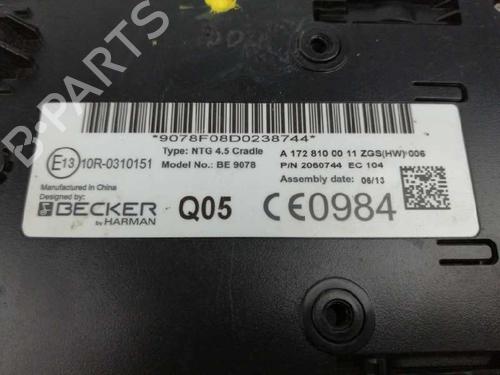 *9078F08D0238744*
E13 10R-0310151
Type: NTG 4.5 Cradle
Model No.: BE 9078
A 172 810 00 11 ZGS(HW) 006
P/N 2060744 EC 104
Assembly date: 06/13
Manufactured in China
Designed by:
BECKER
by HARMAN
Q05
CE0984
B-PARTS